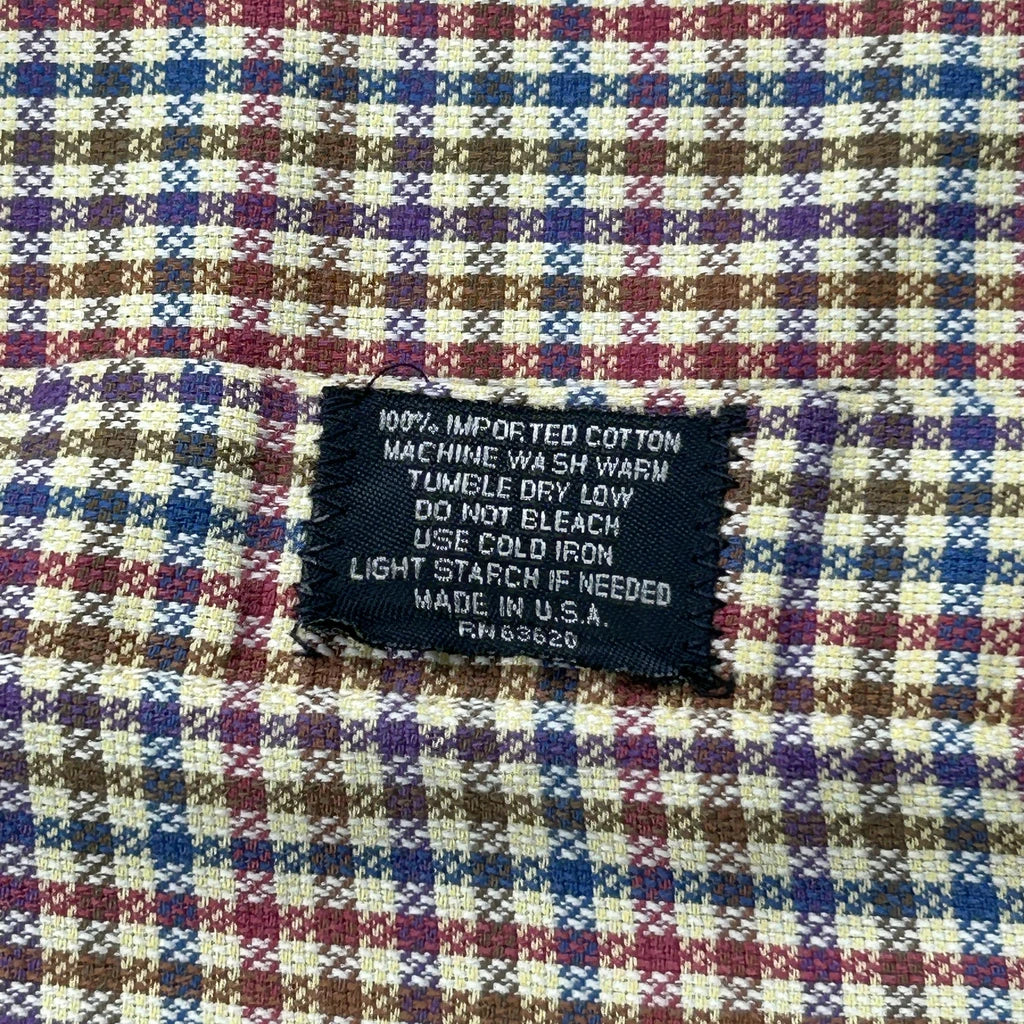 100% IMPORTED COTTON
MACHINE WASH WARM
TUMBLE DRY LOW
DO NOT BLEACH
USE COLD IRON
LIGHT STARCH IF NEEDED
MADE IN U.S.A.
RN63620